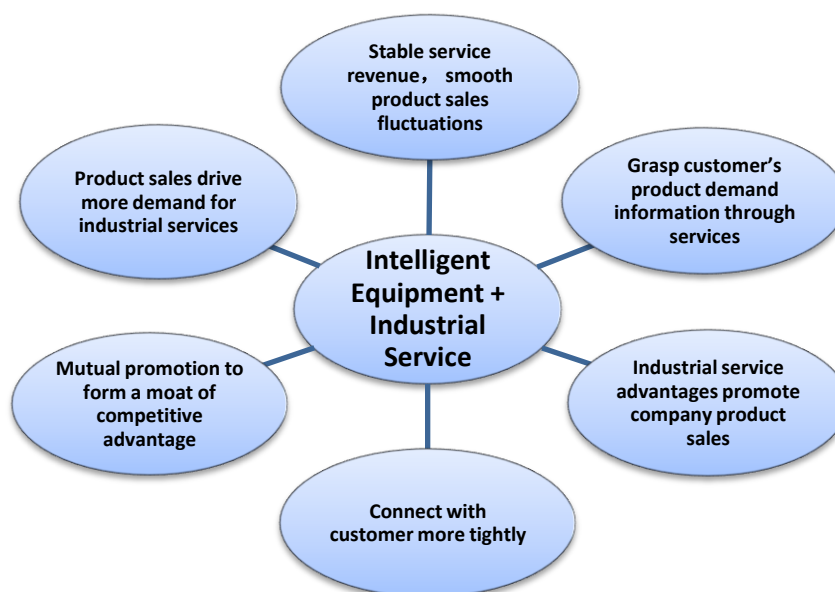 Stable service
revenue， smooth
product sales
fluctuations
Product sales drive
more demand for
industrial services
Grasp customer’s
product demand
information through
services
Intelligent
Equipment +
Industrial
Service
Mutual promotion to
form a moat of
competitive
advantage
Industrial service
advantages promote
company product
sales
Connect with
customer more tightly